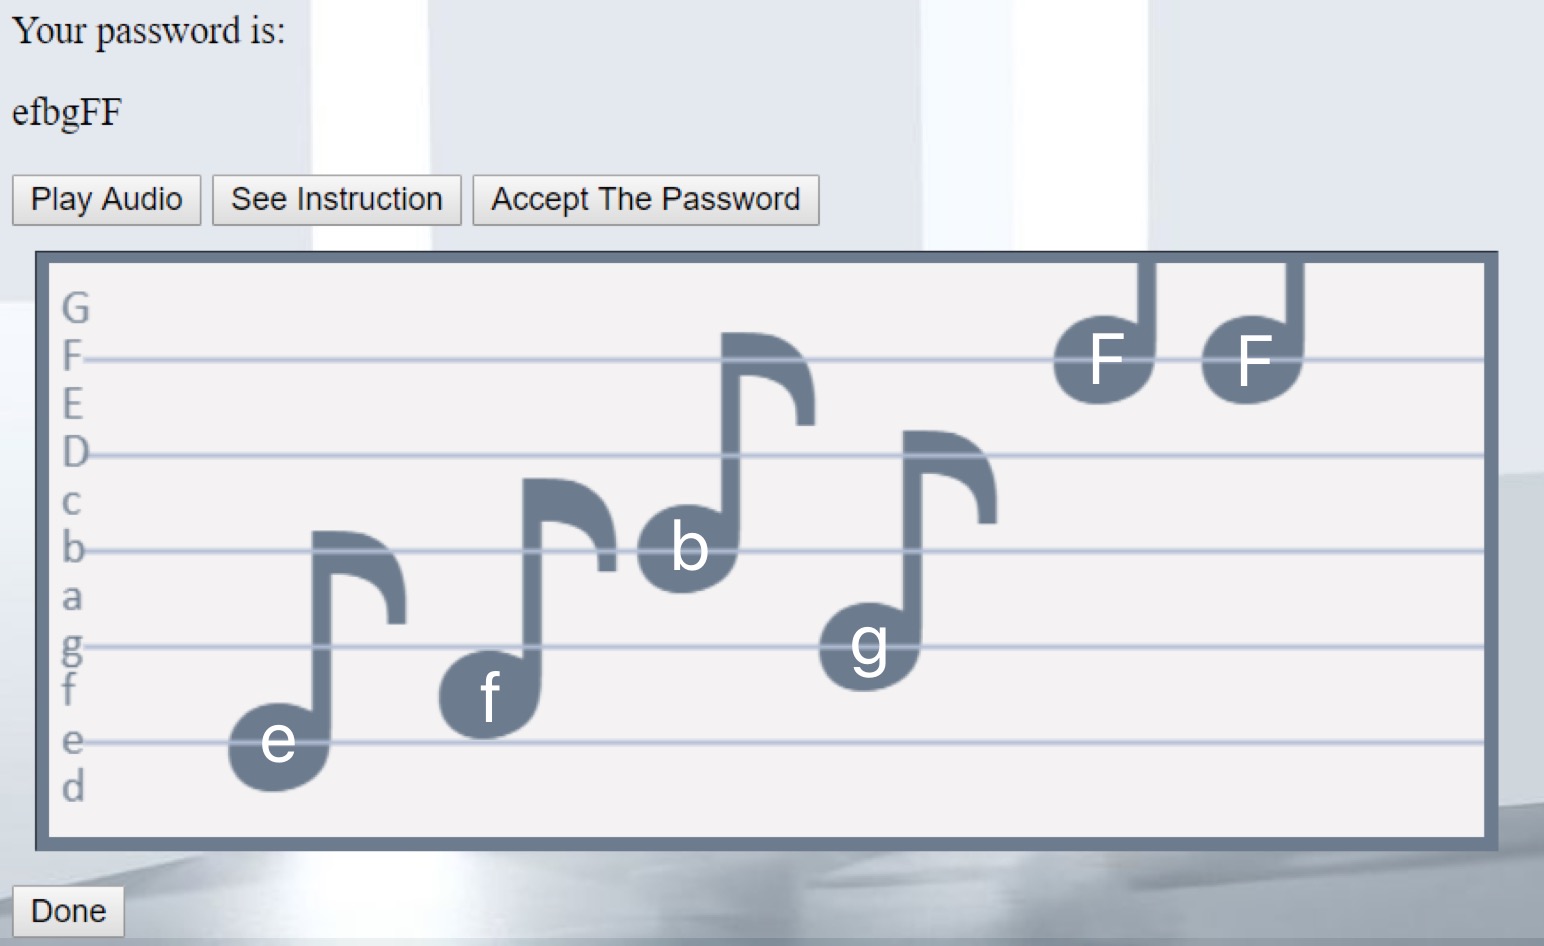 Your password is:
efbgFF
Play Audio See Instruction Accept The Password
G
F
E
D
c
b
a
g
f
e
d
e f b g F F
Done